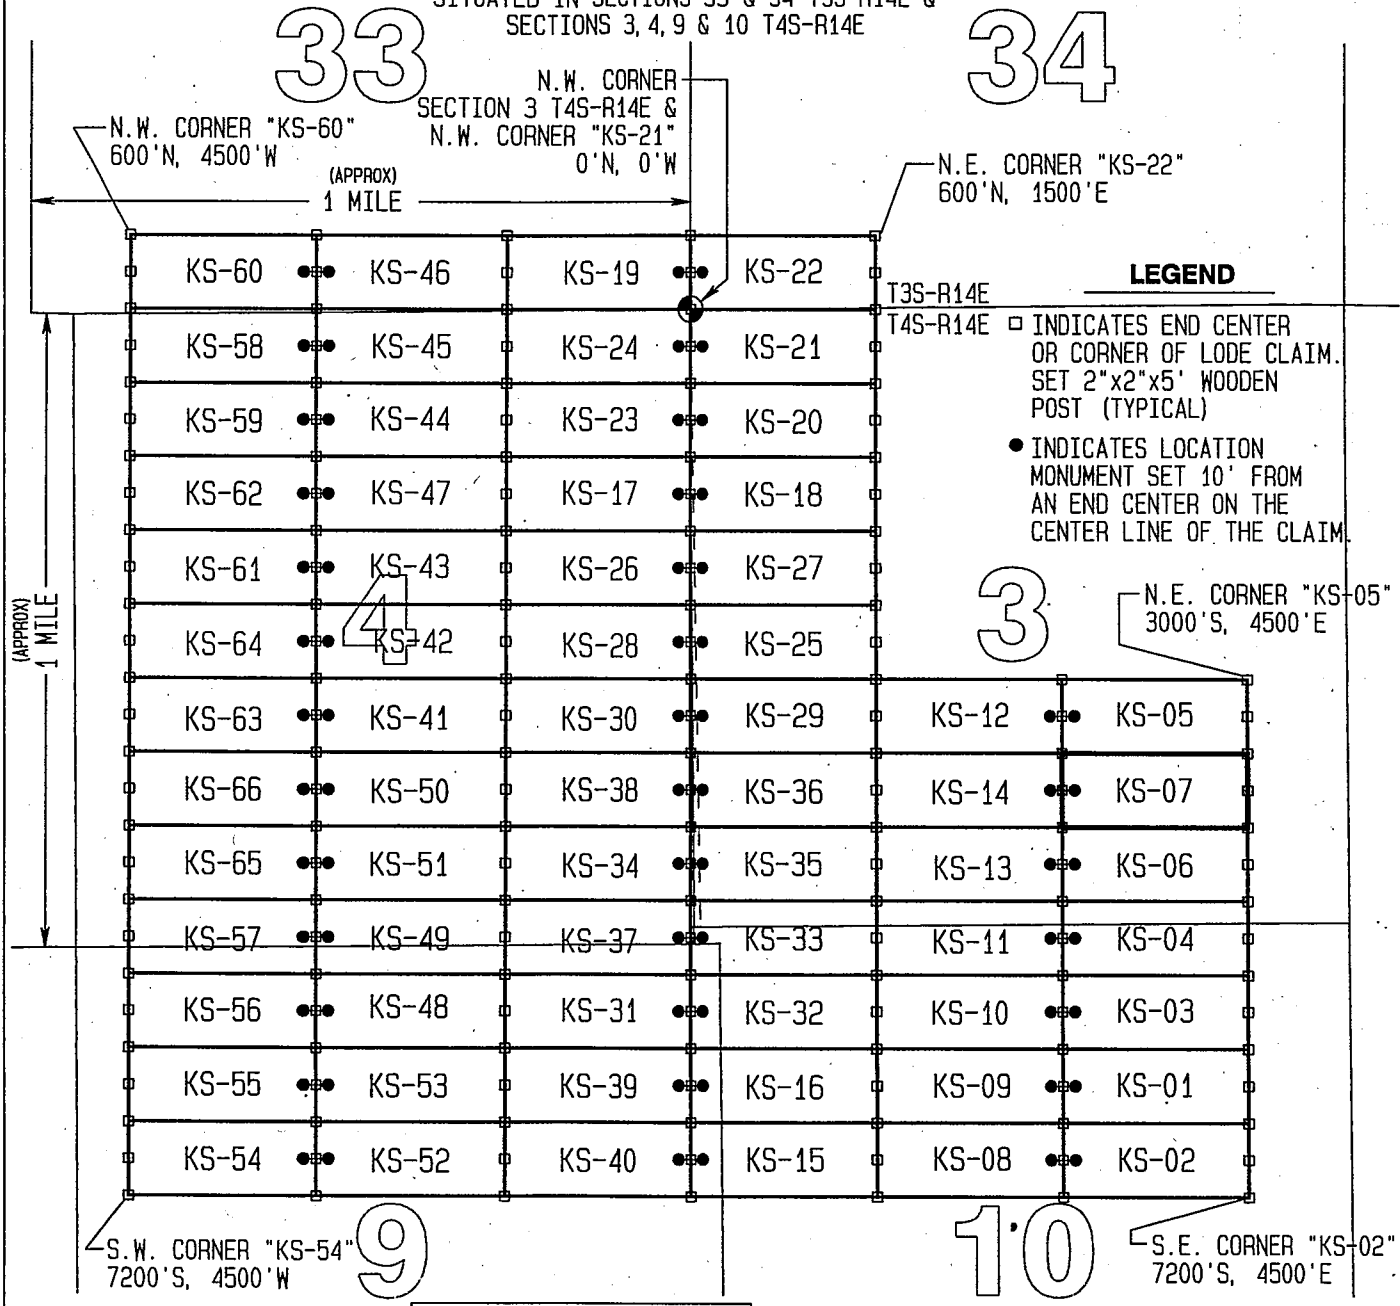 SITUATED IN SECTIONS 33 & 34 T3S-R14E &
SECTIONS 3, 4, 9 & 10 T4S-R14E
33
34
N.W. CORNER
SECTION 3 T4S-R14E &
N.W. CORNER "KS-21"
0'N, 0'W
N.W. CORNER "KS-60"
600'N, 4500'W
(APPROX)
1 MILE
N.E. CORNER "KS-22"
600'N, 1500'E
KS-60 KS-46 KS-19 KS-22
T3S-R14E
T4S-R14E
LEGEND
INDICATES END CENTER
OR CORNER OF LODE CLAIM.
SET 2"x2"x5' WOODEN
POST (TYPICAL)
INDICATES LOCATION
MONUMENT SET 10' FROM
AN END CENTER ON THE
CENTER LINE OF THE CLAIM.
KS-58 KS-45 KS-24 KS-21
KS-59 KS-44 KS-23 KS-20
KS-62 KS-47 KS-17 KS-18
KS-61 KS-43 KS-26 KS-27
4
3
(APPROX)
1 MILE
N.E. CORNER "KS-05"
3000'S, 4500'E
KS-64 KS-42 KS-28 KS-25
KS-63 KS-41 KS-30 KS-29 KS-12 KS-05
KS-66 KS-50 KS-38 KS-36 KS-14 KS-07
KS-65 KS-51 KS-34 KS-35 KS-13 KS-06
KS-57 KS-49 KS-37 KS-33 KS-11 KS-04
KS-56 KS-48 KS-31 KS-32 KS-10 KS-03
KS-55 KS-53 KS-39 KS-16 KS-09 KS-01
KS-54 KS-52 KS-40 KS-15 KS-08 KS-02
S.W. CORNER "KS-54"
7200'S, 4500'W
9
10
S.E. CORNER "KS-02"
7200'S, 4500'E